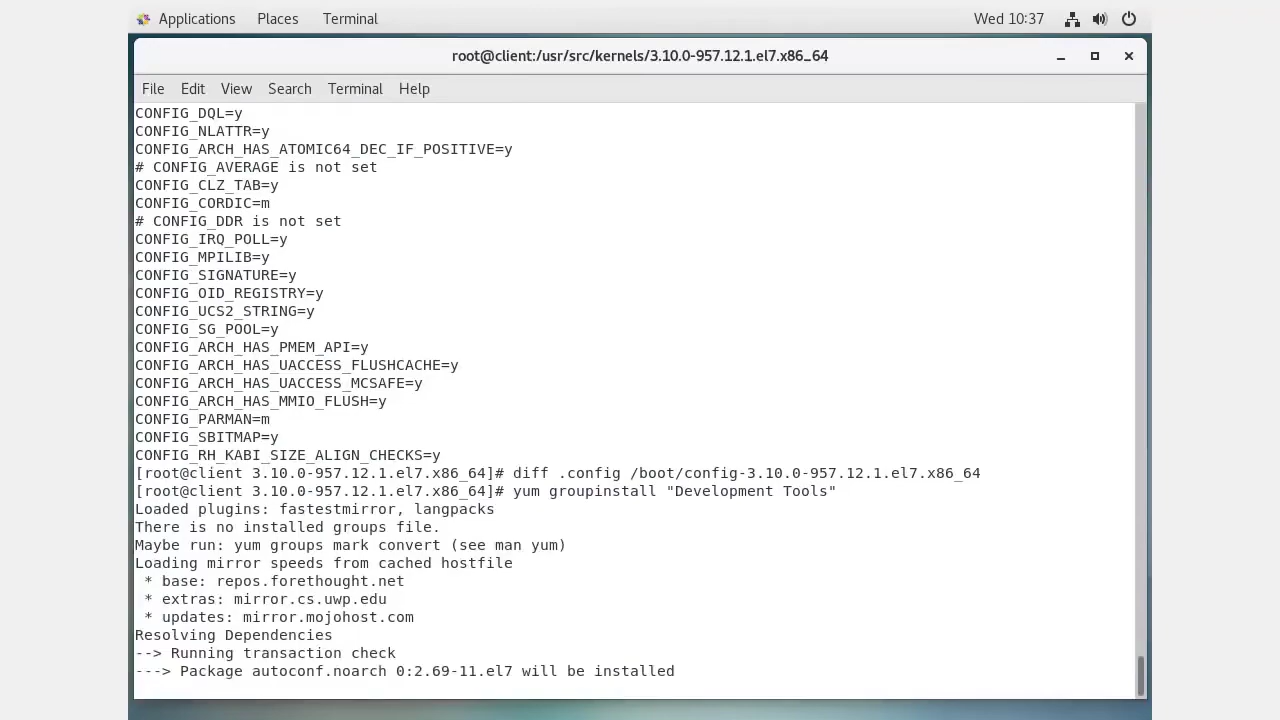 Applications Places Terminal Wed 10:37
root@client:/usr/src/kernels/3.10.0-957.12.1.el7.x86_64
File Edit View Search Terminal Help
CONFIG_DQL=y
CONFIG_NLATTR=y
CONFIG_ARCH_HAS_ATOMIC64_DEC_IF_POSITIVE=y
# CONFIG_AVERAGE is not set
CONFIG_CLZ_TAB=y
CONFIG_CORDIC=m
# CONFIG_DDR is not set
CONFIG_IRQ_POLL=y
CONFIG_MPILIB=y
CONFIG_SIGNATURE=y
CONFIG_OID_REGISTRY=y
CONFIG_UCS2_STRING=y
CONFIG_SG_POOL=y
CONFIG_ARCH_HAS_PMEM_API=y
CONFIG_ARCH_HAS_UACCESS_FLUSHCACHE=y
CONFIG_ARCH_HAS_UACCESS_MCSAFE=y
CONFIG_ARCH_HAS_MMIO_FLUSH=y
CONFIG_PARMAN=m
CONFIG_SBITMAP=y
CONFIG_RH_KABI_SIZE_ALIGN_CHECKS=y
[root@client 3.10.0-957.12.1.el7.x86_64]# diff .config /boot/config-3.10.0-957.12.1.el7.x86_64
[root@client 3.10.0-957.12.1.el7.x86_64]# yum groupinstall "Development Tools"
Loaded plugins: fastestmirror, langpacks
There is no installed groups file.
Maybe run: yum groups mark convert (see man yum)
Loading mirror speeds from cached hostfile
 * base: repos.forethought.net
 * extras: mirror.cs.uwp.edu
 * updates: mirror.mojohost.com
Resolving Dependencies
--> Running transaction check
---> Package autoconf.noarch 0:2.69-11.el7 will be installed